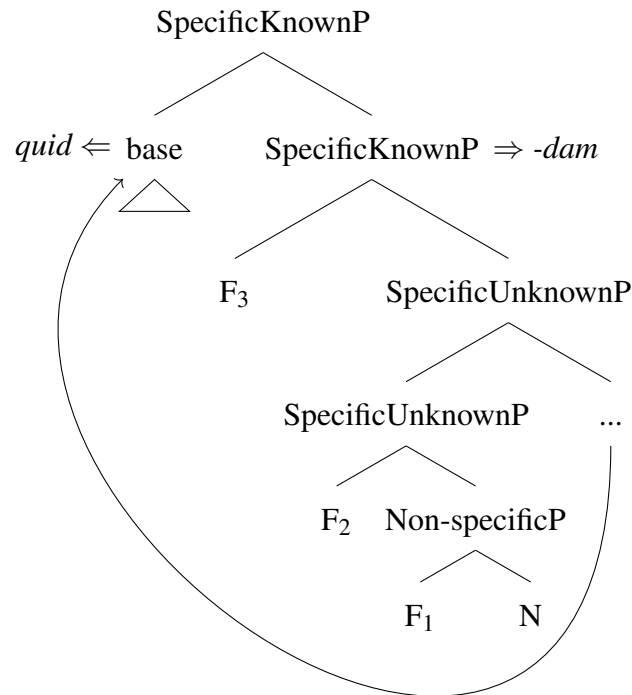 SpecificKnownP
quid ⇐ base SpecificKnownP ⇒ -dam
F₃ SpecificUnknownP
SpecificUnknownP ...
F₂ Non-specificP
F₁ N